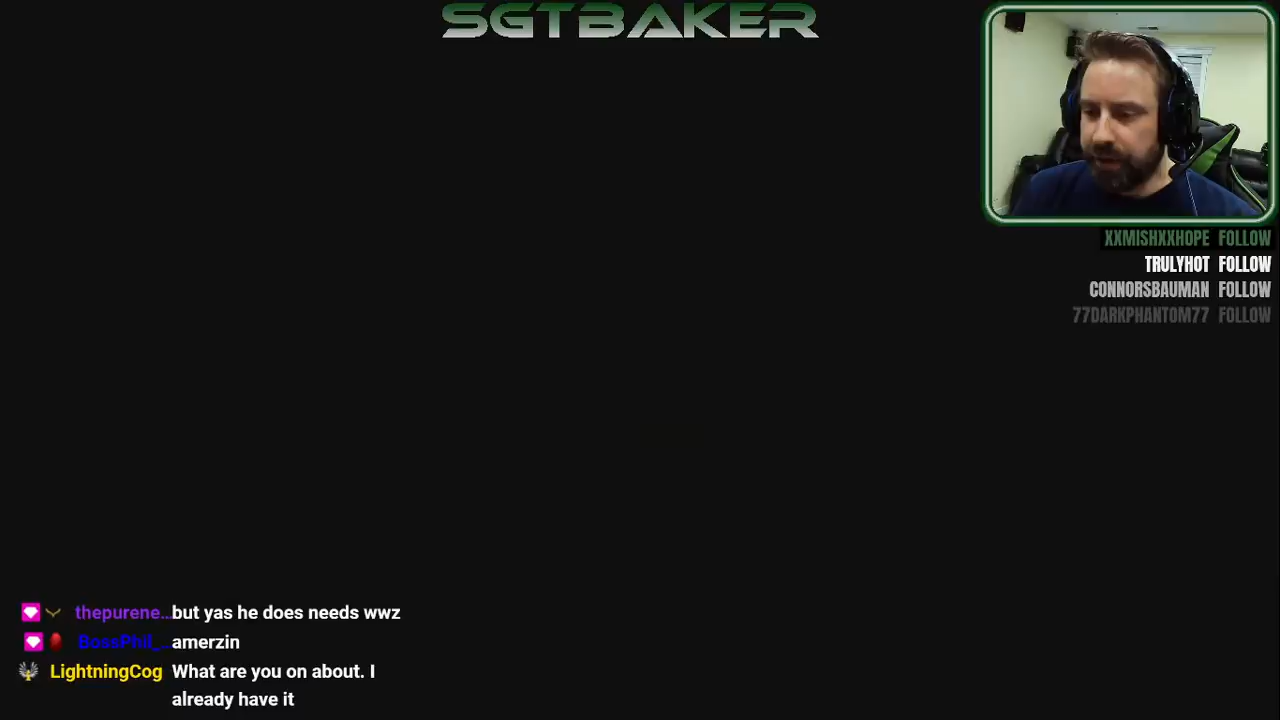 SGTBAKER
XXMISHXXHOPE FOLLOW
TRULYHOT FOLLOW
CONNORSBAUMAN FOLLOW
77DARKPHANTOM77 FOLLOW
thepurene… but yas he does needs wwz
BossPhil_… amerzin
LightningCog What are you on about. I
already have it